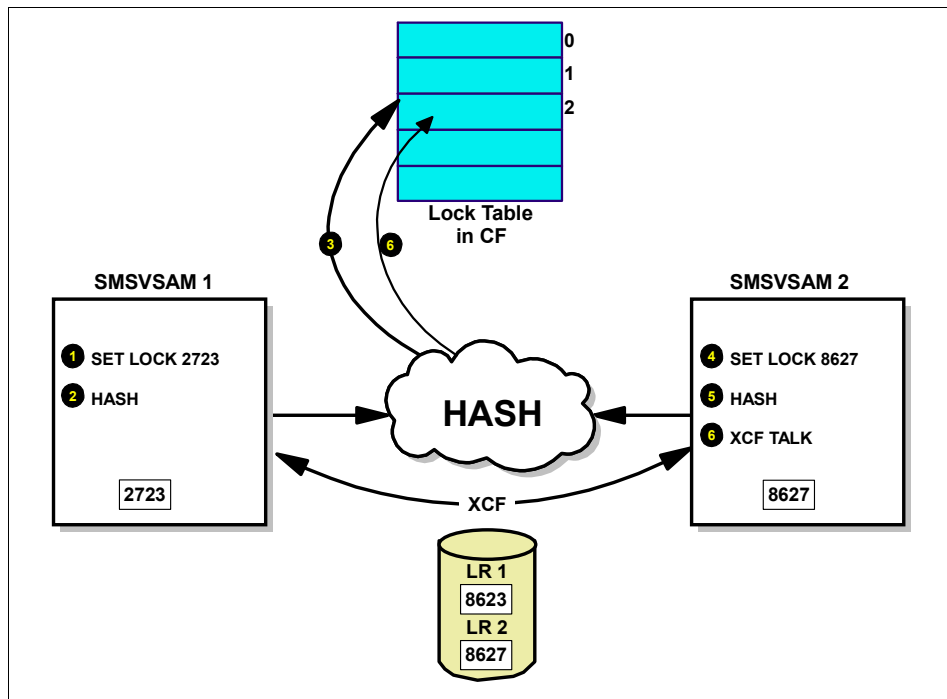 0
1
2
Lock Table
in CF
3
6
SMSVSAM 1
SMSVSAM 2
1 SET LOCK 2723
2 HASH
4 SET LOCK 8627
5 HASH
6 XCF TALK
HASH
2723
XCF
8627
LR 1
8623
LR 2
8627